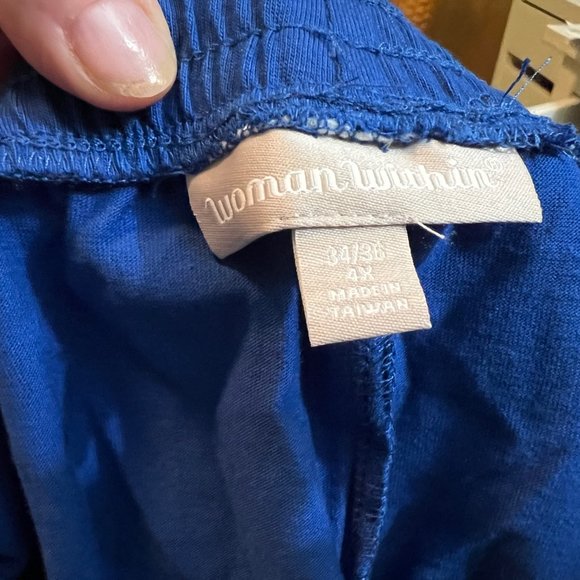 woman within®
34/36
4X
MADE IN
TAIWAN